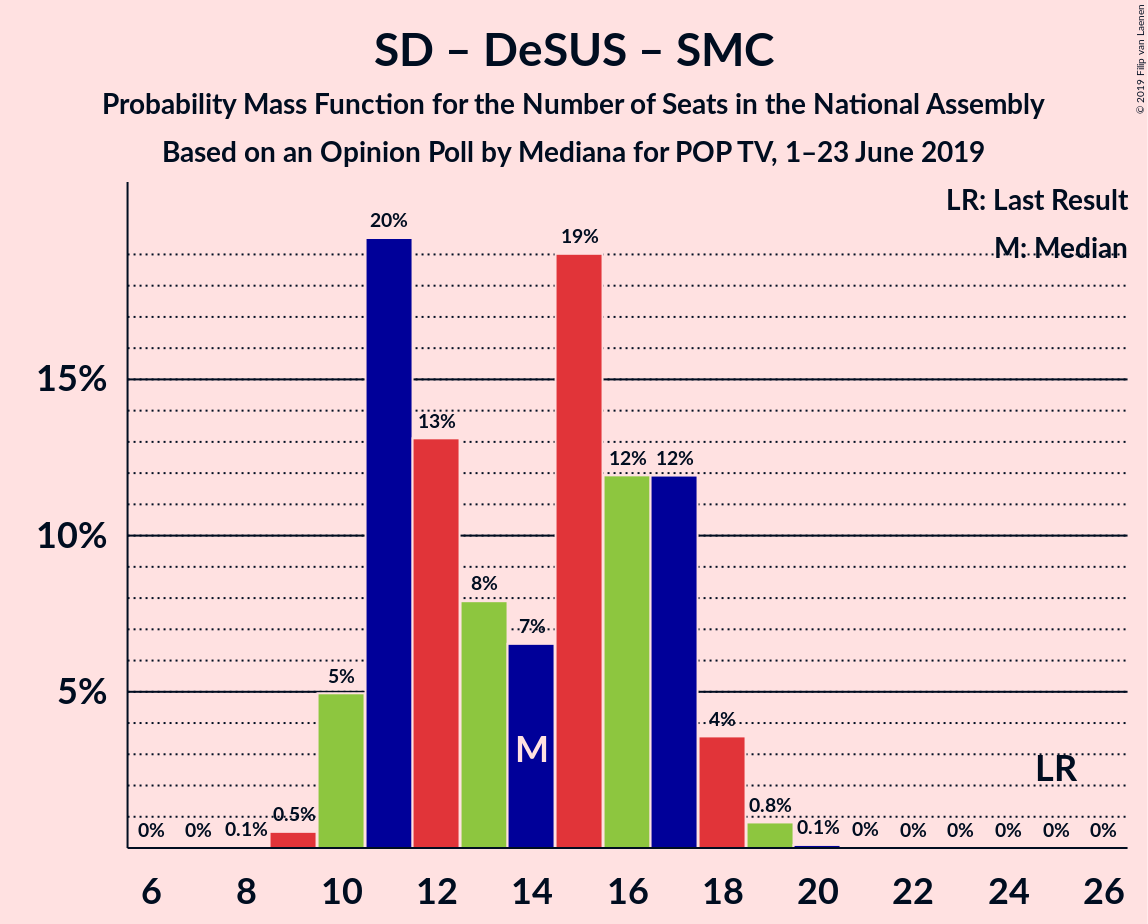 SD – DeSUS – SMC
Probability Mass Function for the Number of Seats in the National Assembly
Based on an Opinion Poll by Mediana for POP TV, 1–23 June 2019
© 2019 Filip van Laenen
LR: Last Result
M: Median
15%
10%
5%
0%
0%
0.1%
0.5%
5%
20%
13%
8%
7%
19%
12%
12%
4%
0.8%
0.1%
0%
0%
0%
0%
0%
0%
M
LR
6 8 10 12 14 16 18 20 22 24 26